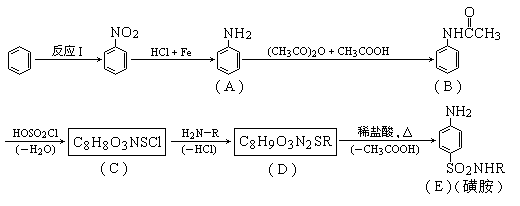 反应Ⅰ NO₂ HCl + Fe NH₂ (CH₃CO)₂O + CH₃COOH O
NHCCH₃
(A) (B)
HOSO₂Cl (−H₂O) C₈H₈O₃NSCl H₂N−R (−HCl) C₈H₉O₃N₂SR 稀盐酸,△ (−CH₃COOH) NH₂
SO₂NHR
(C) (D) (E)(磺胺)